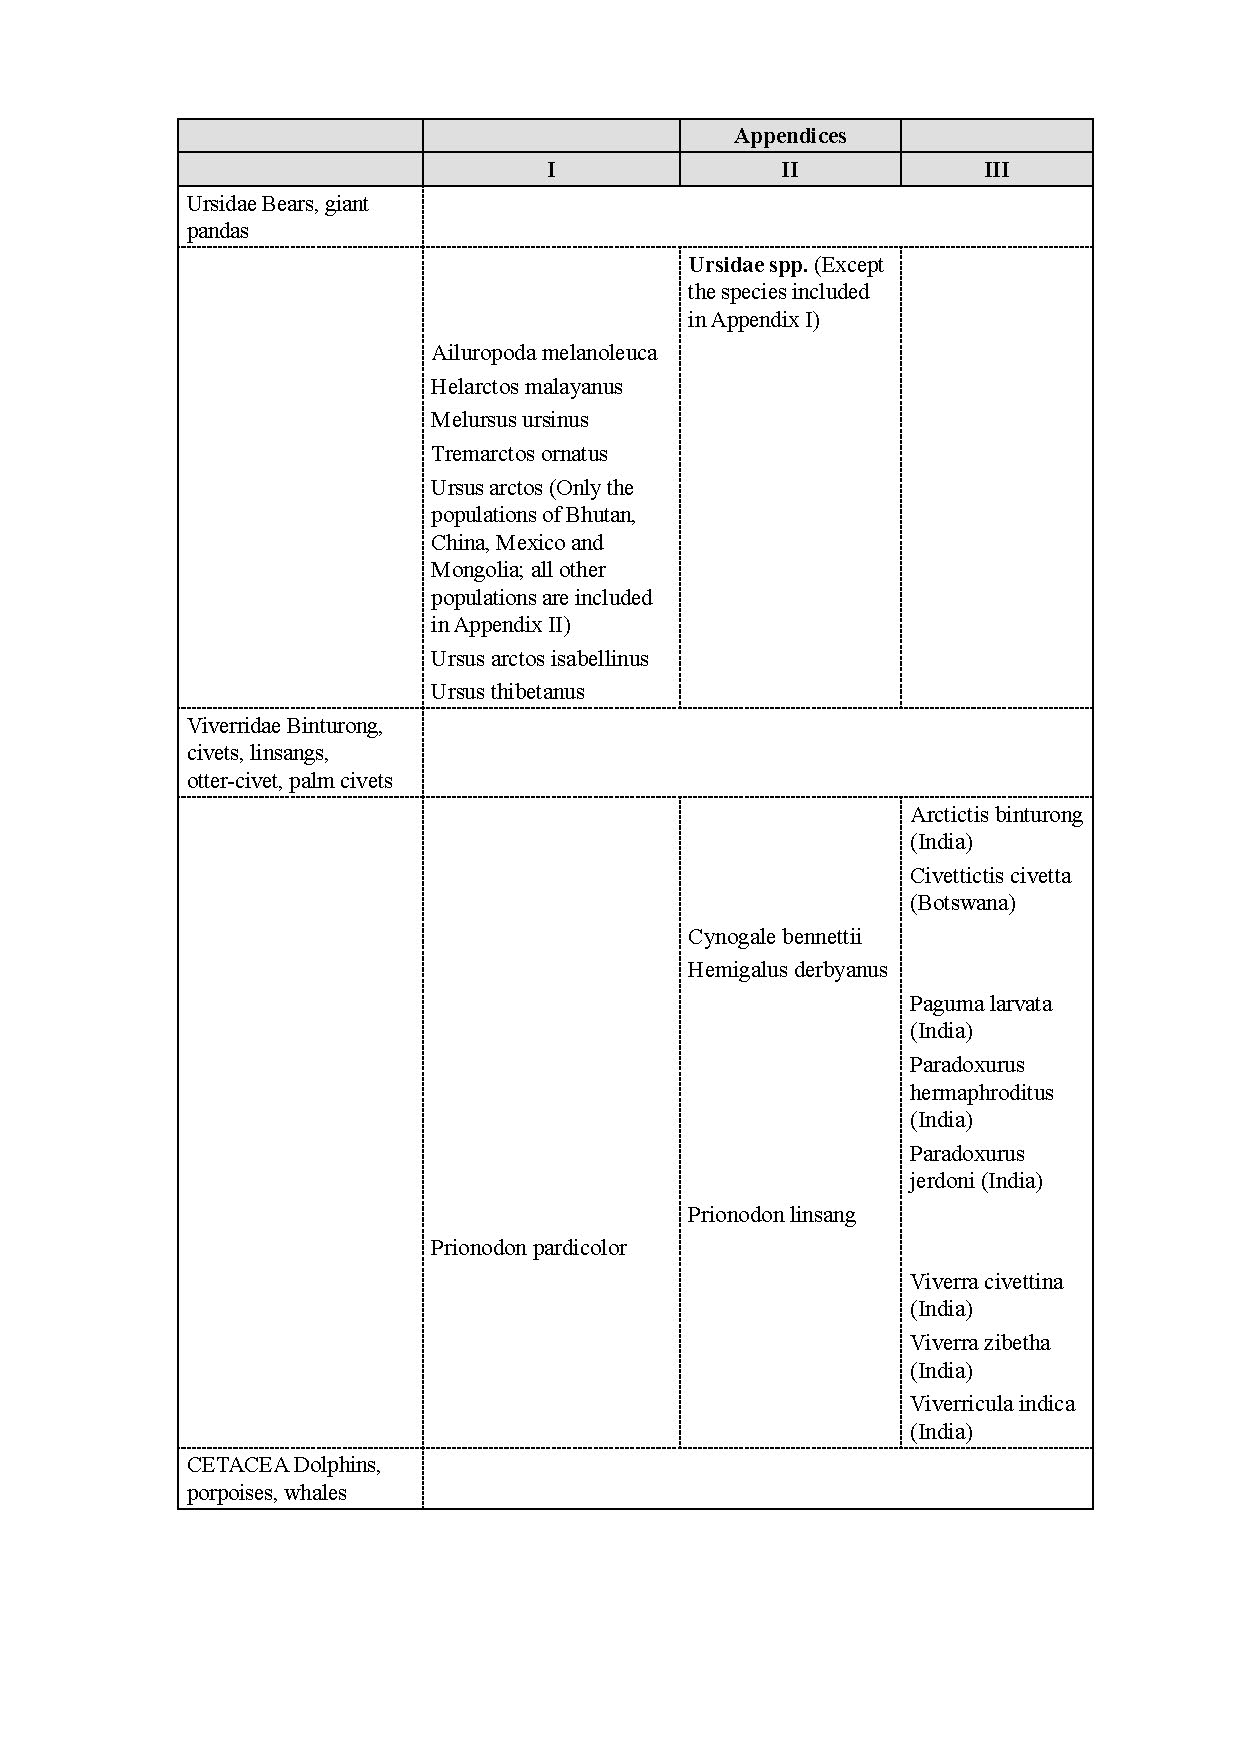 Appendices
I II III
Ursidae Bears, giant
pandas
Ursidae spp. (Except
the species included
in Appendix I)
Ailuropoda melanoleuca
Helarctos malayanus
Melursus ursinus
Tremarctos ornatus
Ursus arctos (Only the
populations of Bhutan,
China, Mexico and
Mongolia; all other
populations are included
in Appendix II)
Ursus arctos isabellinus
Ursus thibetanus
Viverridae Binturong,
civets, linsangs,
otter-civet, palm civets
Arctictis binturong
(India)
Civettictis civetta
(Botswana)
Cynogale bennettii
Hemigalus derbyanus
Paguma larvata
(India)
Paradoxurus
hermaphroditus
(India)
Paradoxurus
jerdoni (India)
Prionodon linsang
Prionodon pardicolor
Viverra civettina
(India)
Viverra zibetha
(India)
Viverricula indica
(India)
CETACEA Dolphins,
porpoises, whales